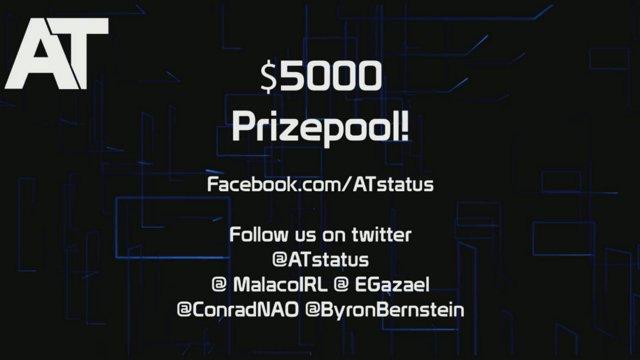 AT
$5000
Prizepool!
Facebook.com/ATstatus
Follow us on twitter
@ATstatus
@ MalacoIRL @ EGazael
@ConradNAO @ByronBernstein